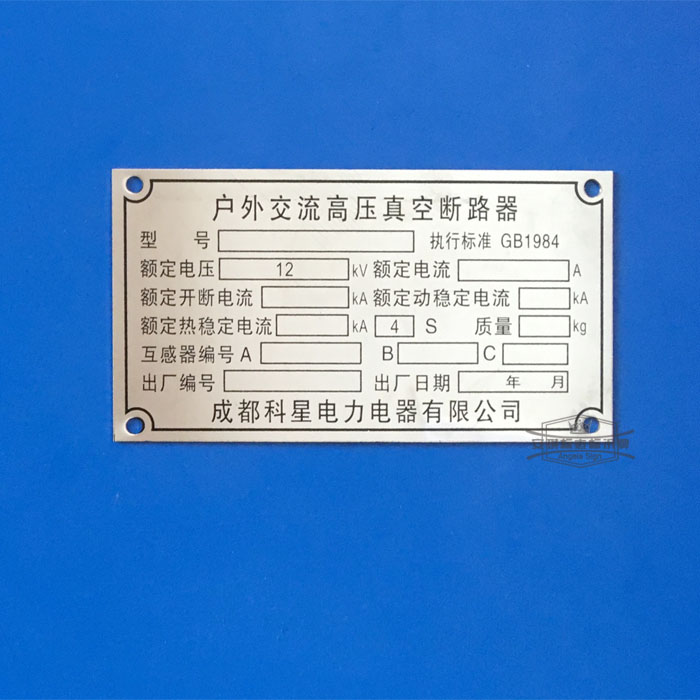 户外交流高压真空断路器
型 号 执行标准 GB1984
额定电压 12 kV 额定电流 A
额定开断电流 kA 额定动稳定电流 kA
额定热稳定电流 kA 4 S 质量 kg
互感器编号 A B C
出厂编号 出厂日期 年 月
成都科星电力电器有限公司